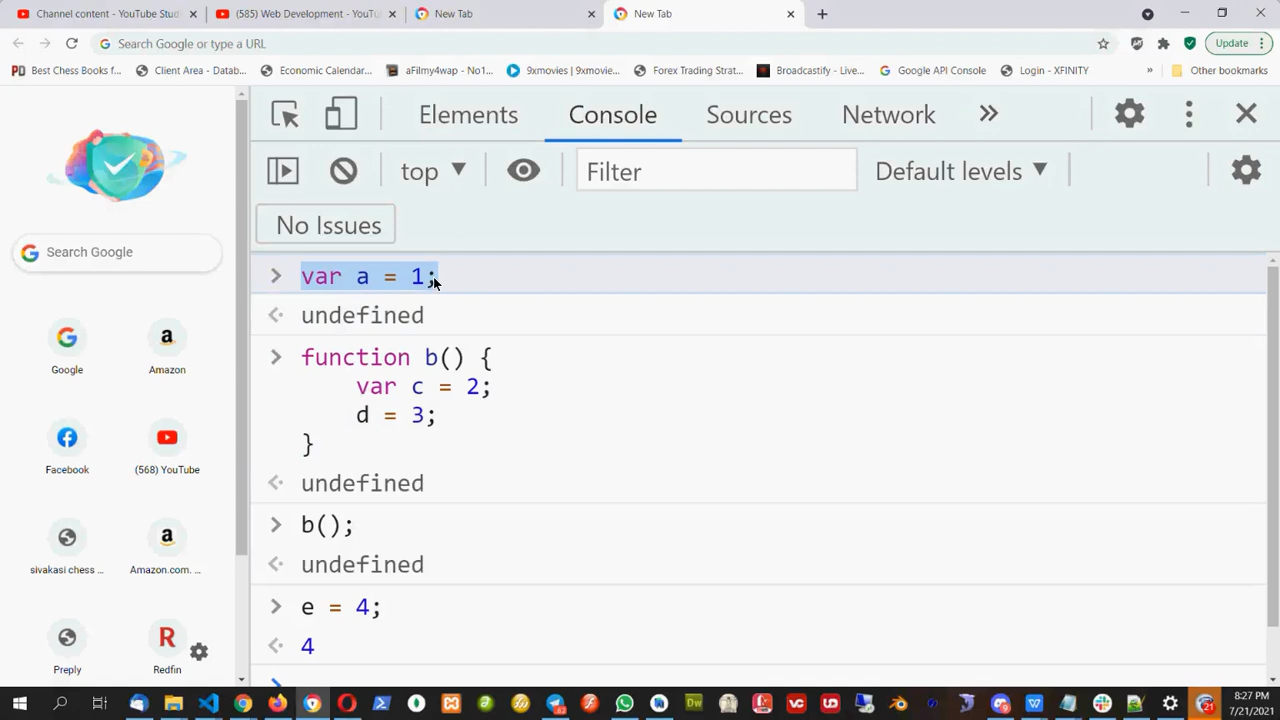 Channel content - YouTube Stud
(585) Web Development - YouTu
New Tab
New Tab
Search Google or type a URL
Update
Best Chess Books f...
Client Area - Datab...
Economic Calendar...
aFilmy4wap - No1...
9xmovies | 9xmovie...
Forex Trading Strat...
Broadcastify - Live...
Google API Console
Login - XFINITY
»
Other bookmarks
Elements
Console
Sources
Network
»
top
Filter
Default levels
No Issues
Search Google
Google
Amazon
Facebook
(568) YouTube
sivakasi chess ...
Amazon.com. ...
Preply
Redfin
> var a = 1;
undefined
> function b() {
var c = 2;
d = 3;
}
undefined
> b();
undefined
> e = 4;
4
>
8:27 PM
7/21/2021